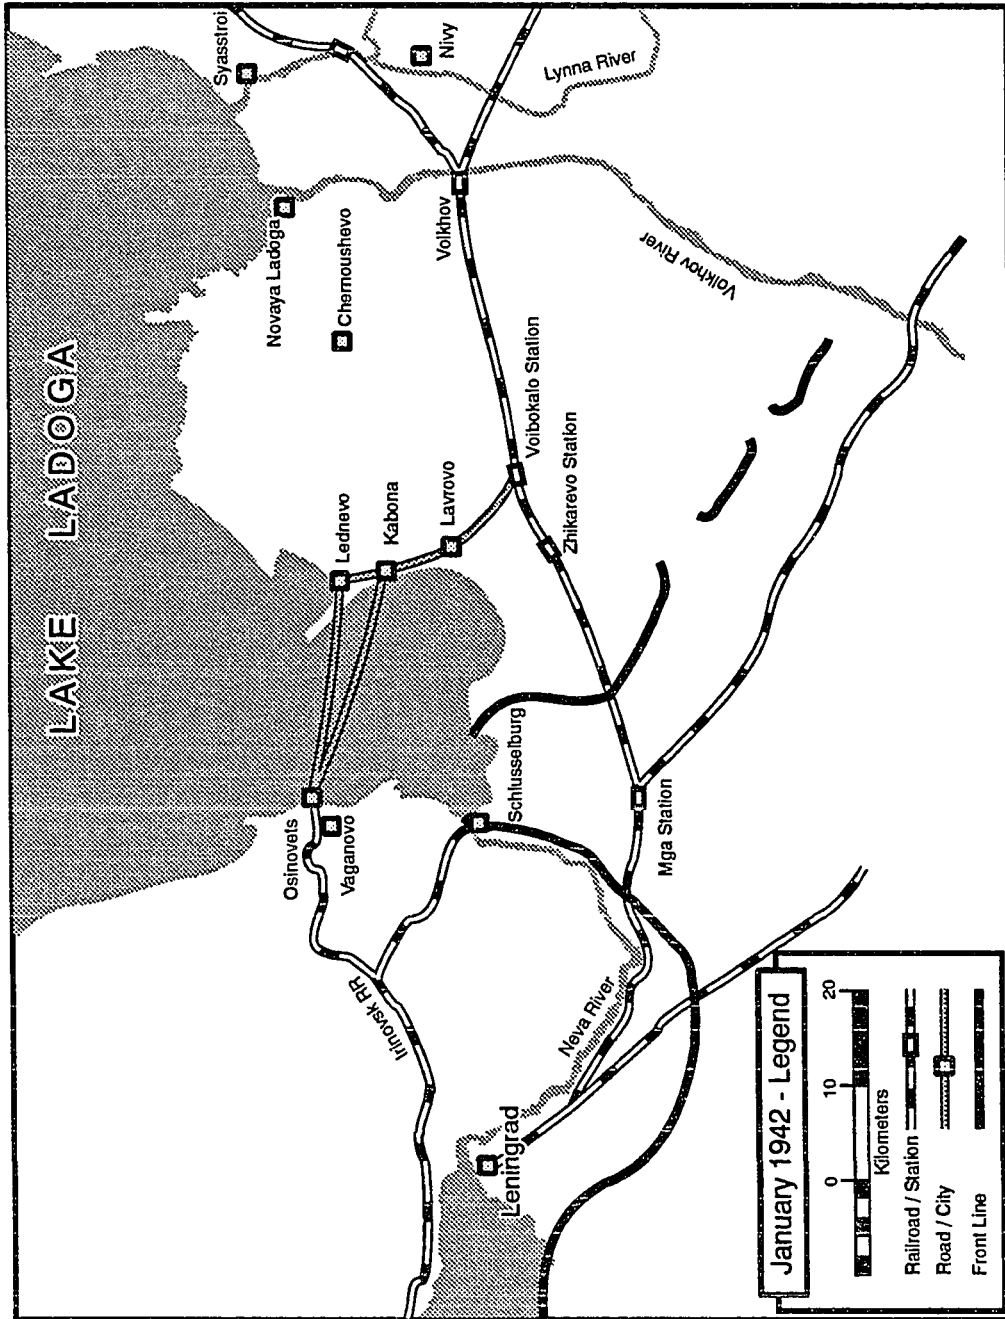 LAKE LADOGA
Syasstroi
Nivy
Lynna River
Novaya Ladoga
Chernoushevo
Volkhov
Volkhov River
Lednevo
Kabona
Lavrovo
Voibokalo Station
Zhikarevo Station
Osinovets
Vaganovo
Schlusselburg
Mga Station
Irinovsk RR
Neva River
Leningrad
January 1942 - Legend
0 10 20
Kilometers
Railroad / Station
Road / City
Front Line